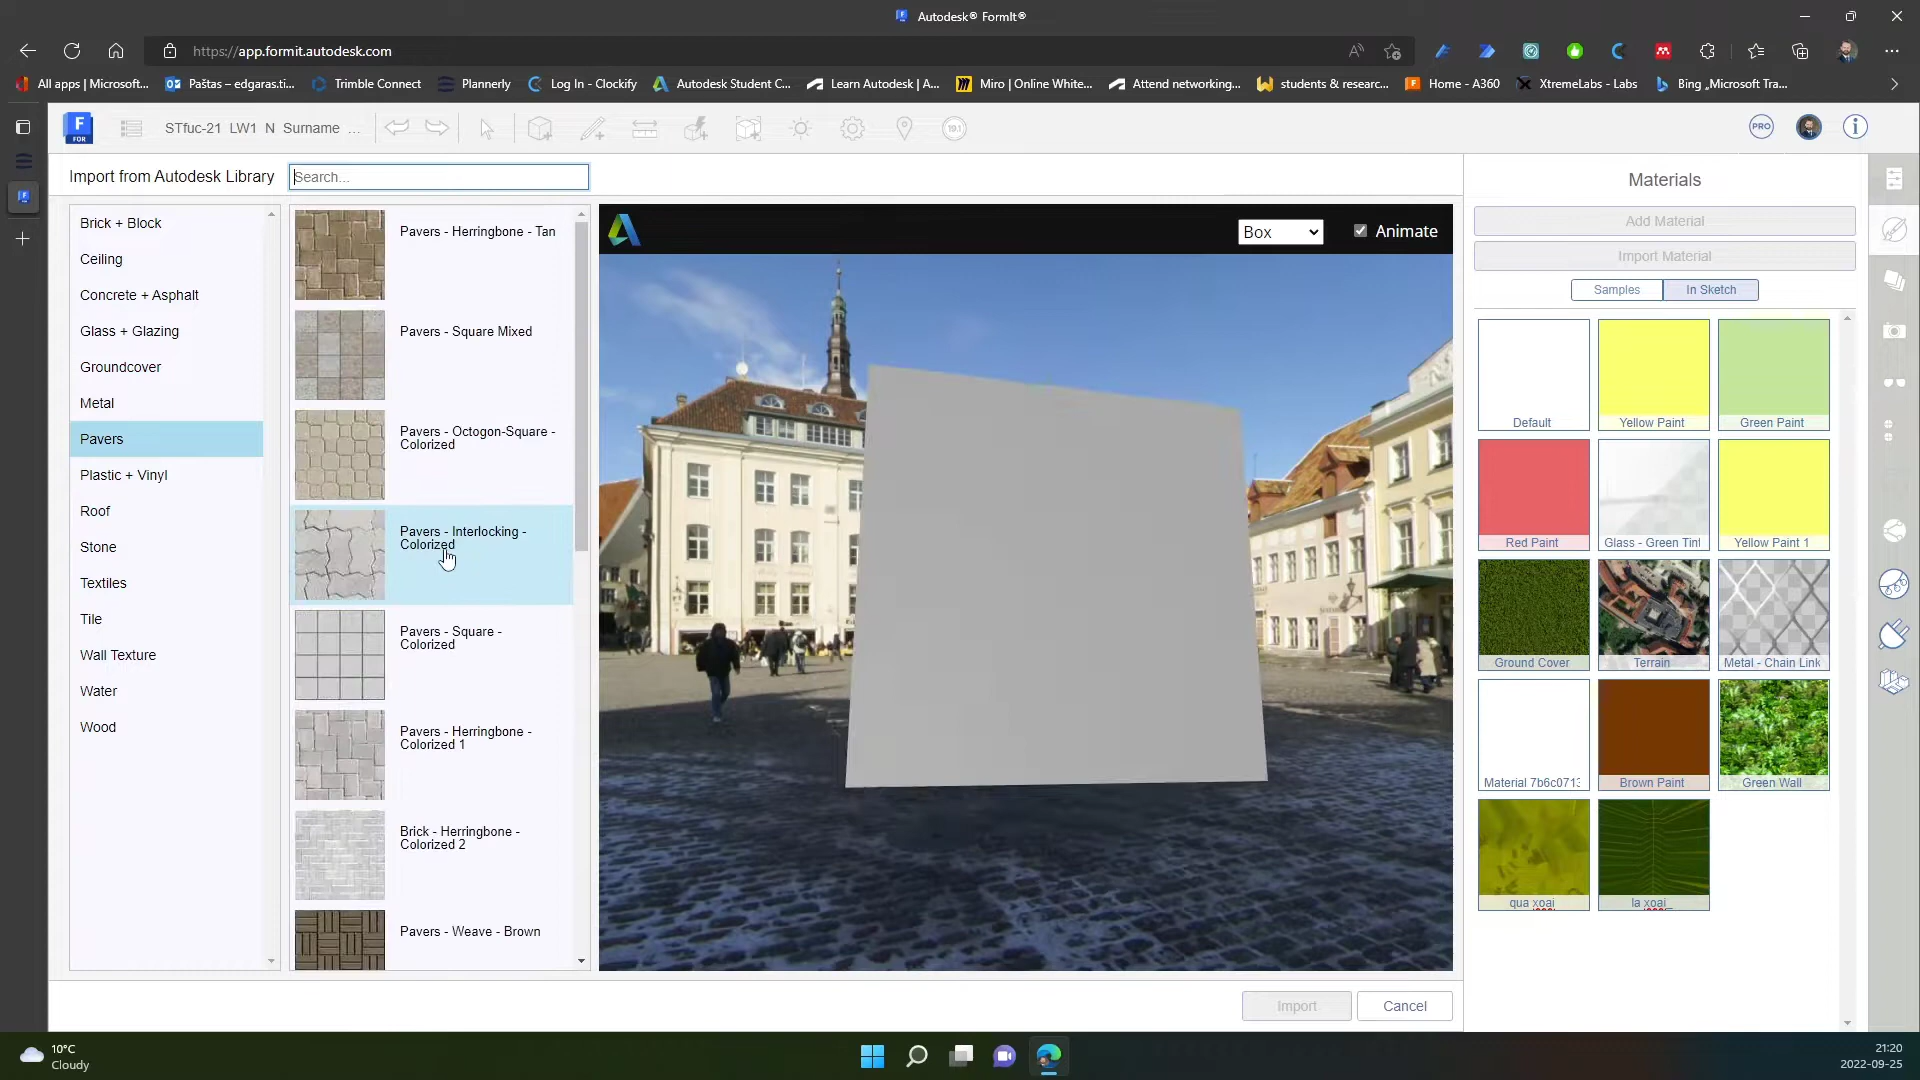 Autodesk® FormIt®
https://app.formit.autodesk.com
All apps | Microsoft...
Paštas – edgaras.ti...
Trimble Connect
Plannerly
Log In - Clockify
Autodesk Student C...
Learn Autodesk | A...
Miro | Online White...
Attend networking...
students & researc...
Home - A360
XtremeLabs - Labs
Bing „Microsoft Tra...
F
FOR
STfuc-21 LW1 N Surname ...
19.1
PRO
Import from Autodesk Library
Search...
Brick + Block
Ceiling
Concrete + Asphalt
Glass + Glazing
Groundcover
Metal
Pavers
Plastic + Vinyl
Roof
Stone
Textiles
Tile
Wall Texture
Water
Wood
Pavers - Herringbone - Tan
Pavers - Square Mixed
Pavers - Octogon-Square -
Colorized
Pavers - Interlocking -
Colorized
Pavers - Square -
Colorized
Pavers - Herringbone -
Colorized 1
Brick - Herringbone -
Colorized 2
Pavers - Weave - Brown
Box
Animate
Import
Cancel
Materials
Add Material
Import Material
Samples
In Sketch
Default
Yellow Paint
Green Paint
Red Paint
Glass - Green Tint
Yellow Paint 1
Ground Cover
Terrain
Metal - Chain Link
Material 7b6c0713
Brown Paint
Green Wall
qua xoai
la xoai
10°C
Cloudy
21:20
2022-09-25